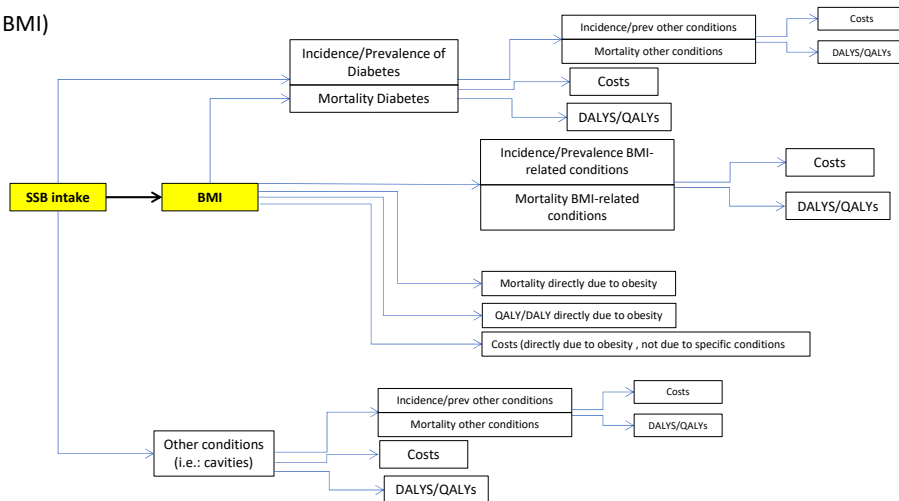 BMI)
Incidence/Prevalence of
Diabetes
Mortality Diabetes
Incidence/prev other conditions
Mortality other conditions
Costs
DALYS/QALYs
Costs
DALYS/QALYs
SSB intake
BMI
Incidence/Prevalence BMI-
related conditions
Mortality BMI-related
conditions
Costs
DALYS/QALYs
Mortality directly due to obesity
QALY/DALY directly due to obesity
Costs (directly due to obesity , not due to specific conditions
Other conditions
(i.e.: cavities)
Incidence/prev other conditions
Mortality other conditions
Costs
DALYS/QALYs
Costs
DALYS/QALYs